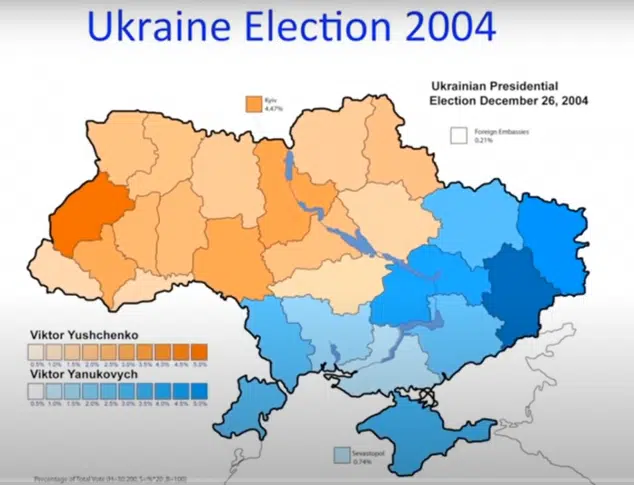 Ukraine Election 2004
Ukrainian Presidential
Election December 26, 2004
Kyiv
4.47%
Foreign Embassies
0.21%
Viktor Yushchenko
0.5% 1.0% 1.5% 2.0% 2.5% 3.0% 3.5% 4.0% 4.5% 5.0%
Viktor Yanukovych
0.5% 1.0% 1.5% 2.0% 2.5% 3.0% 3.5% 4.0% 4.5% 5.0%
Sevastopol
0.74%
Percentage of Total Vote